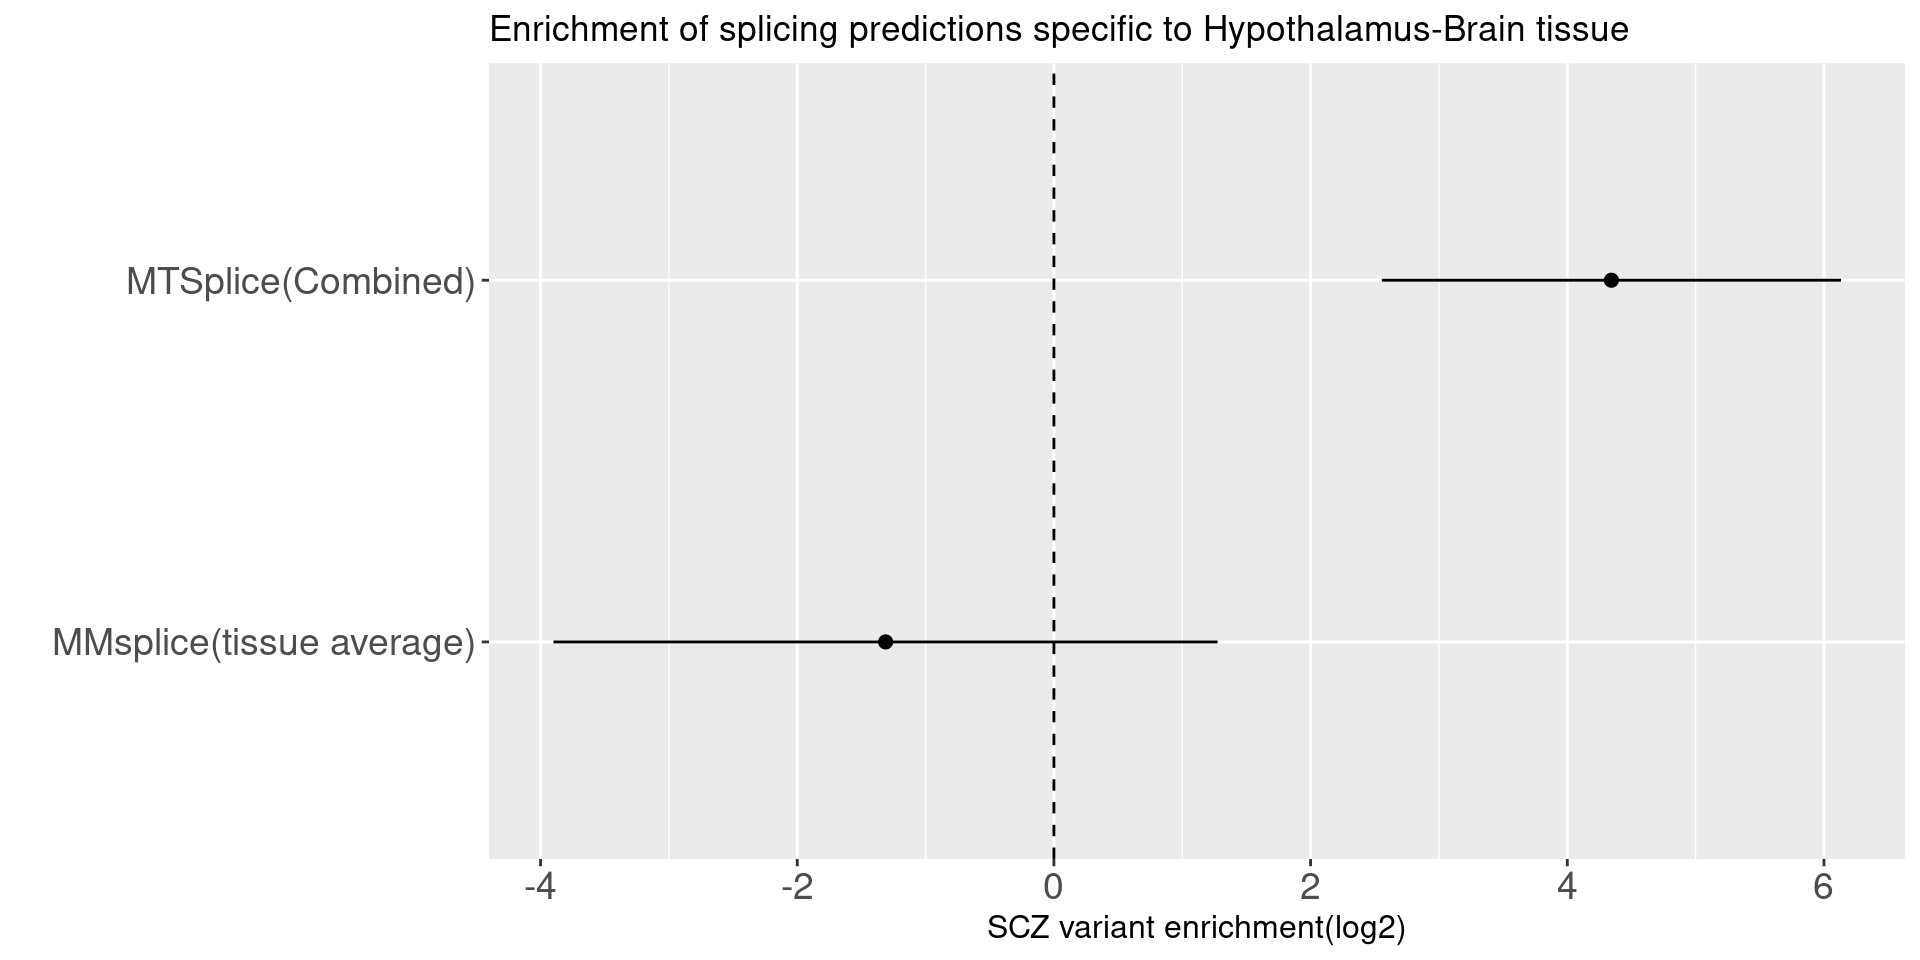 Enrichment of splicing predictions specific to Hypothalamus-Brain tissue
MTSplice(Combined)
MMsplice(tissue average)
-4 -2 0 2 4 6
SCZ variant enrichment(log2)